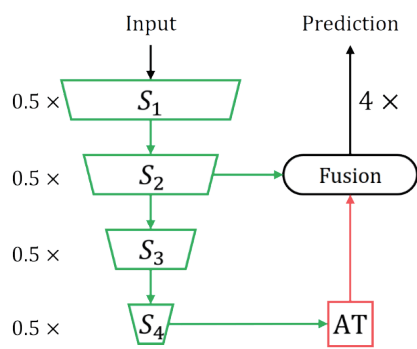 Input
Prediction
0.5 ×
S₁
4 ×
0.5 ×
S₂
Fusion
0.5 ×
S₃
0.5 ×
S₄
AT